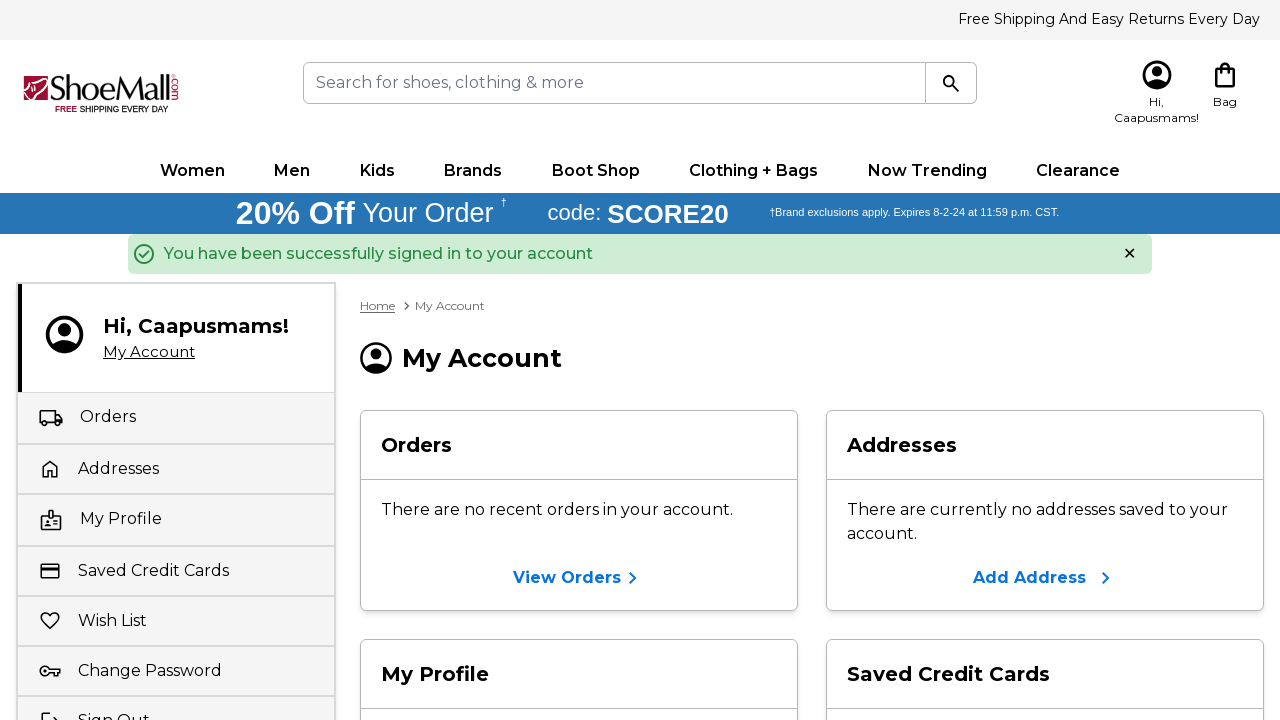 Free Shipping And Easy Returns Every Day
ShoeMall.com
FREE SHIPPING EVERY DAY
Search for shoes, clothing & more
Hi,
Caapusmams!
Bag
Women Men Kids Brands Boot Shop Clothing + Bags Now Trending Clearance
20% Off Your Order † code: SCORE20 †Brand exclusions apply. Expires 8-2-24 at 11:59 p.m. CST.
You have been successfully signed in to your account ✕
Hi, Caapusmams!
My Account
Orders
Addresses
My Profile
Saved Credit Cards
Wish List
Change Password
Sign Out
Home > My Account
My Account
Orders
There are no recent orders in your account.
View Orders >
Addresses
There are currently no addresses saved to your
account.
Add Address >
My Profile
Saved Credit Cards